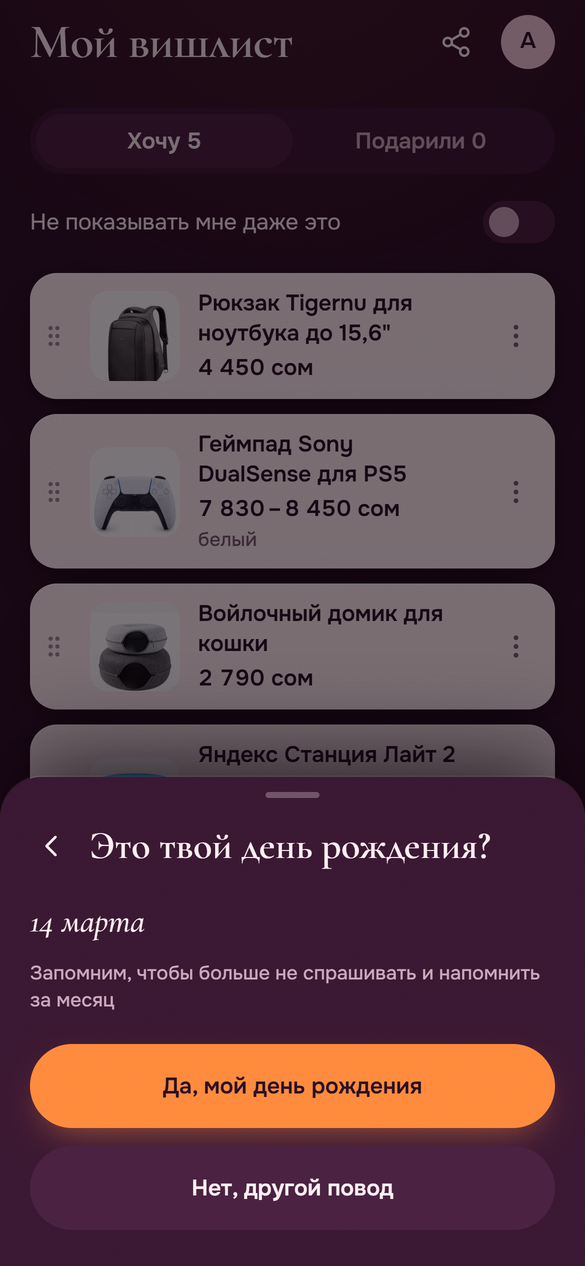 Мой вишлист
A
Хочу 5
Подарили 0
Не показывать мне даже это
Рюкзак Tigernu для
ноутбука до 15,6"
4 450 сом
Геймпад Sony
DualSense для PS5
7 830 – 8 450 сом
белый
Войлочный домик для
кошки
2 790 сом
Яндекс Станция Лайт 2
Это твой день рождения?
14 марта
Запомним, чтобы больше не спрашивать и напомнить
за месяц
Да, мой день рождения
Нет, другой повод